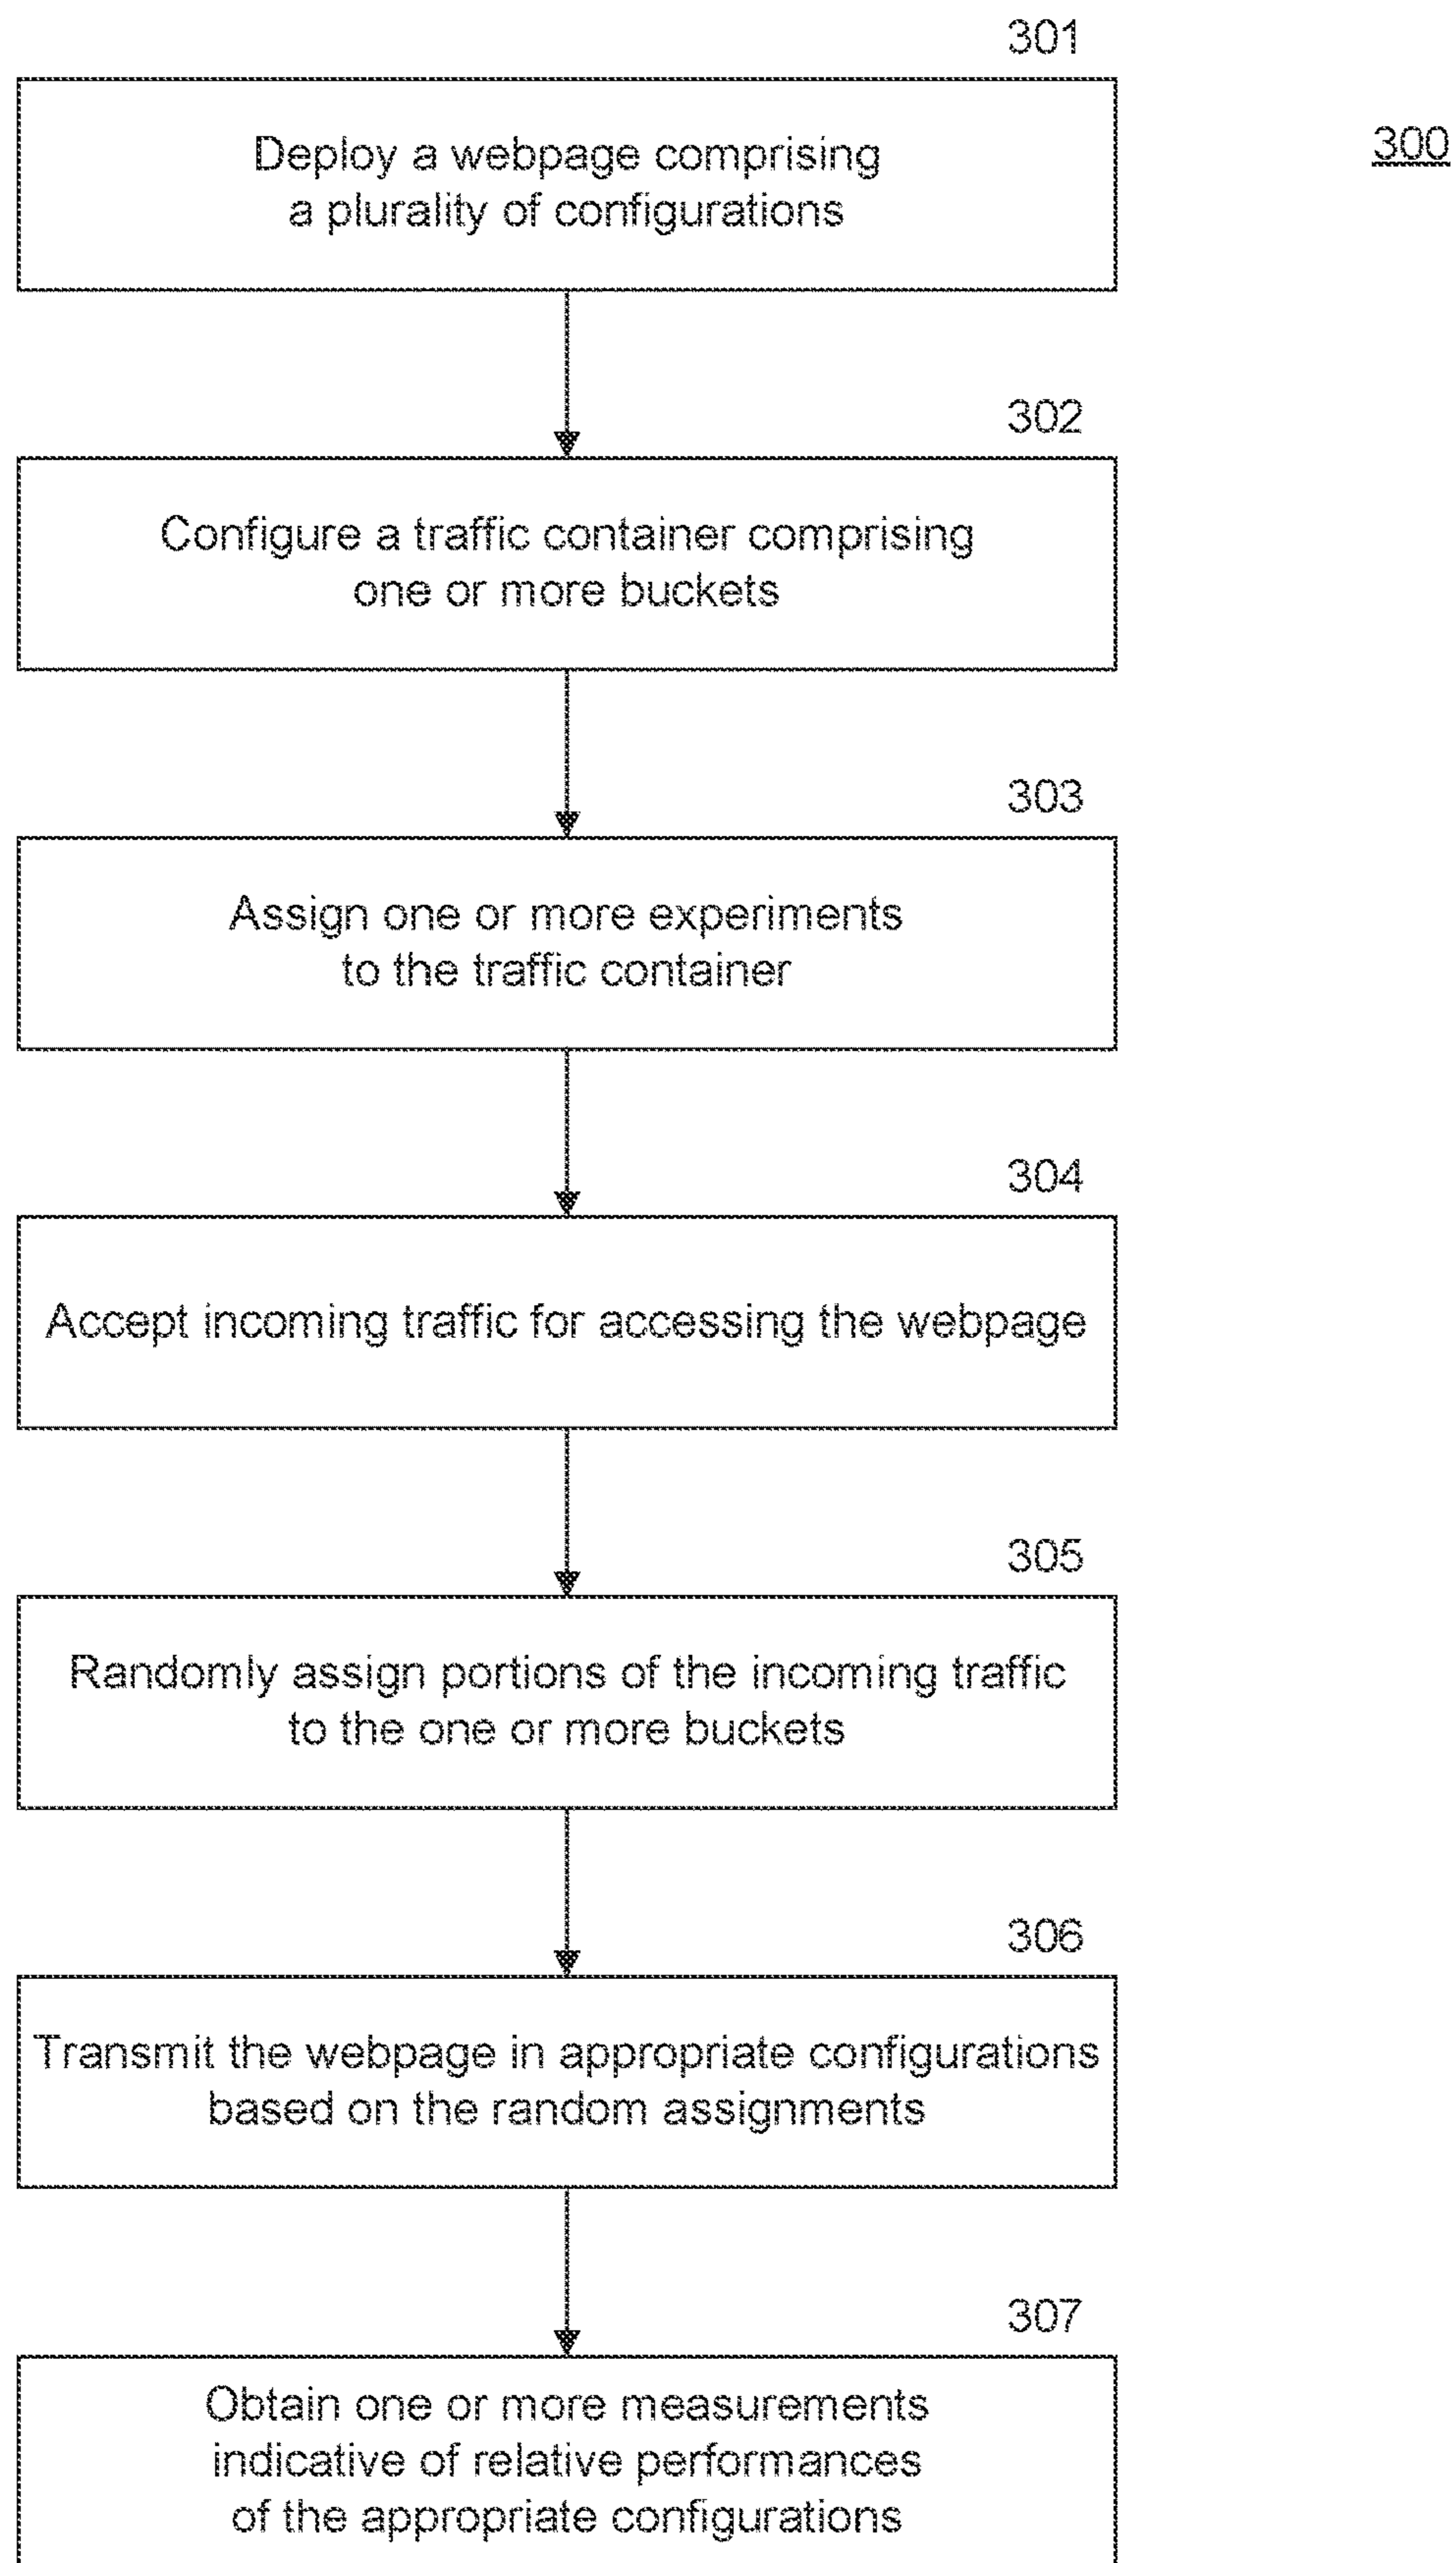 301
300
Deploy a webpage comprising
a plurality of configurations
302
Configure a traffic container comprising
one or more buckets
303
Assign one or more experiments
to the traffic container
304
Accept incoming traffic for accessing the webpage
305
Randomly assign portions of the incoming traffic
to the one or more buckets
306
Transmit the webpage in appropriate configurations
based on the random assignments
307
Obtain one or more measurements
indicative of relative performances
of the appropriate configurations